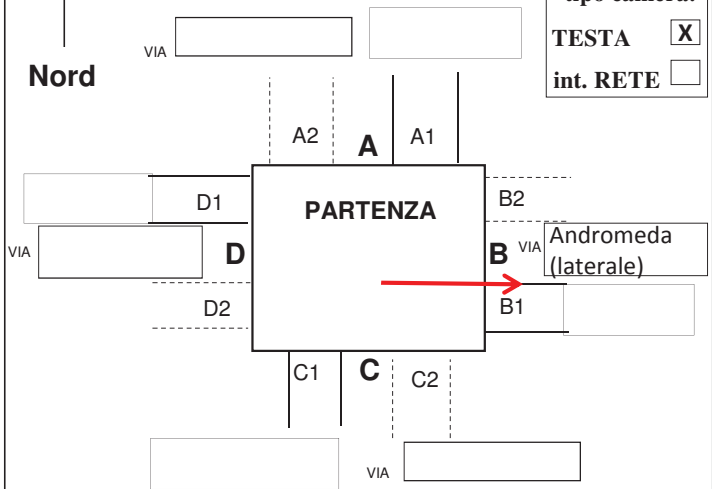 tipo camera:
TESTA X
int. RETE
Nord
VIA
A2 A A1
D1 PARTENZA B2
VIA D B VIA Andromeda
(laterale)
D2 B1
C1 C C2
VIA